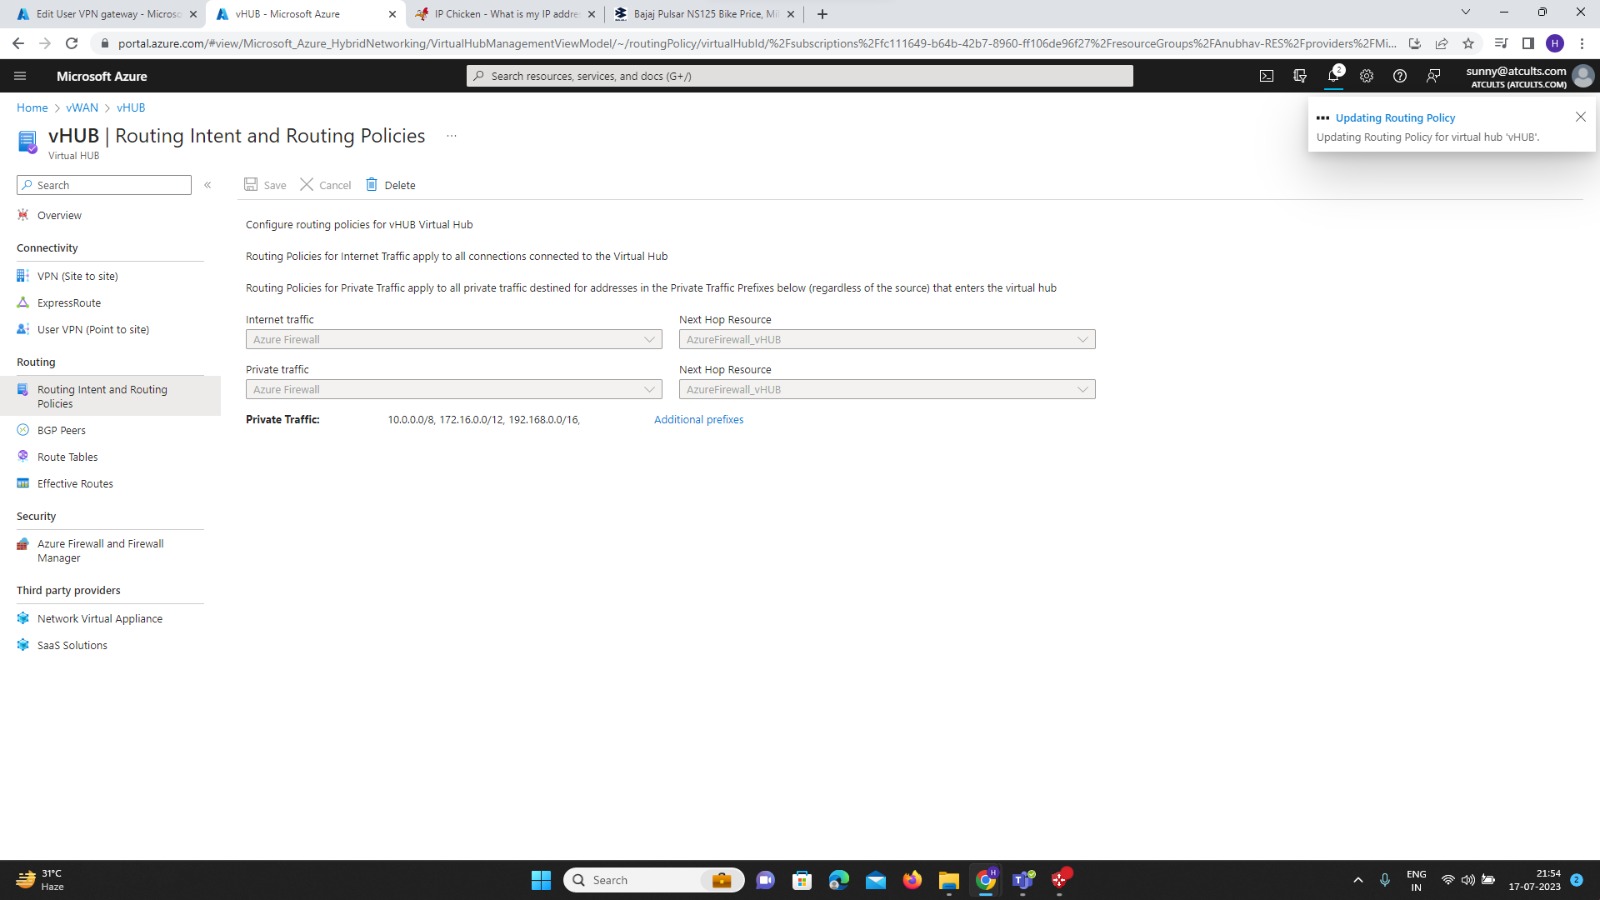 Edit User VPN gateway - Microso
vHUB - Microsoft Azure
IP Chicken - What is my IP addre
Bajaj Pulsar NS125 Bike Price, Mi
portal.azure.com/#view/Microsoft_Azure_HybridNetworking/VirtualHubManagementViewModel/~/routingPolicy/virtualHubId/%2Fsubscriptions%2Ffc111649-b64b-42b7-8960-ff106de96f27%2FresourceGroups%2FAnubhav-RES%2Fproviders%2FMi...
H
Microsoft Azure
Search resources, services, and docs (G+/)
2
sunny@atcults.com
ATCULTS (ATCULTS.COM)
Home > vWAN > vHUB
vHUB | Routing Intent and Routing Policies ...
Virtual HUB
Updating Routing Policy
Updating Routing Policy for virtual hub 'vHUB'.
Search
«
Save
Cancel
Delete
Overview
Connectivity
VPN (Site to site)
ExpressRoute
User VPN (Point to site)
Routing
Routing Intent and Routing
Policies
BGP Peers
Route Tables
Effective Routes
Security
Azure Firewall and Firewall
Manager
Third party providers
Network Virtual Appliance
SaaS Solutions
Configure routing policies for vHUB Virtual Hub
Routing Policies for Internet Traffic apply to all connections connected to the Virtual Hub
Routing Policies for Private Traffic apply to all private traffic destined for addresses in the Private Traffic Prefixes below (regardless of the source) that enters the virtual hub
Internet traffic
Next Hop Resource
Azure Firewall
AzureFirewall_vHUB
Private traffic
Next Hop Resource
Azure Firewall
AzureFirewall_vHUB
Private Traffic: 10.0.0.0/8, 172.16.0.0/12, 192.168.0.0/16, Additional prefixes
31°C
Haze
Search
H
ENG
IN
21:54
17-07-2023
2